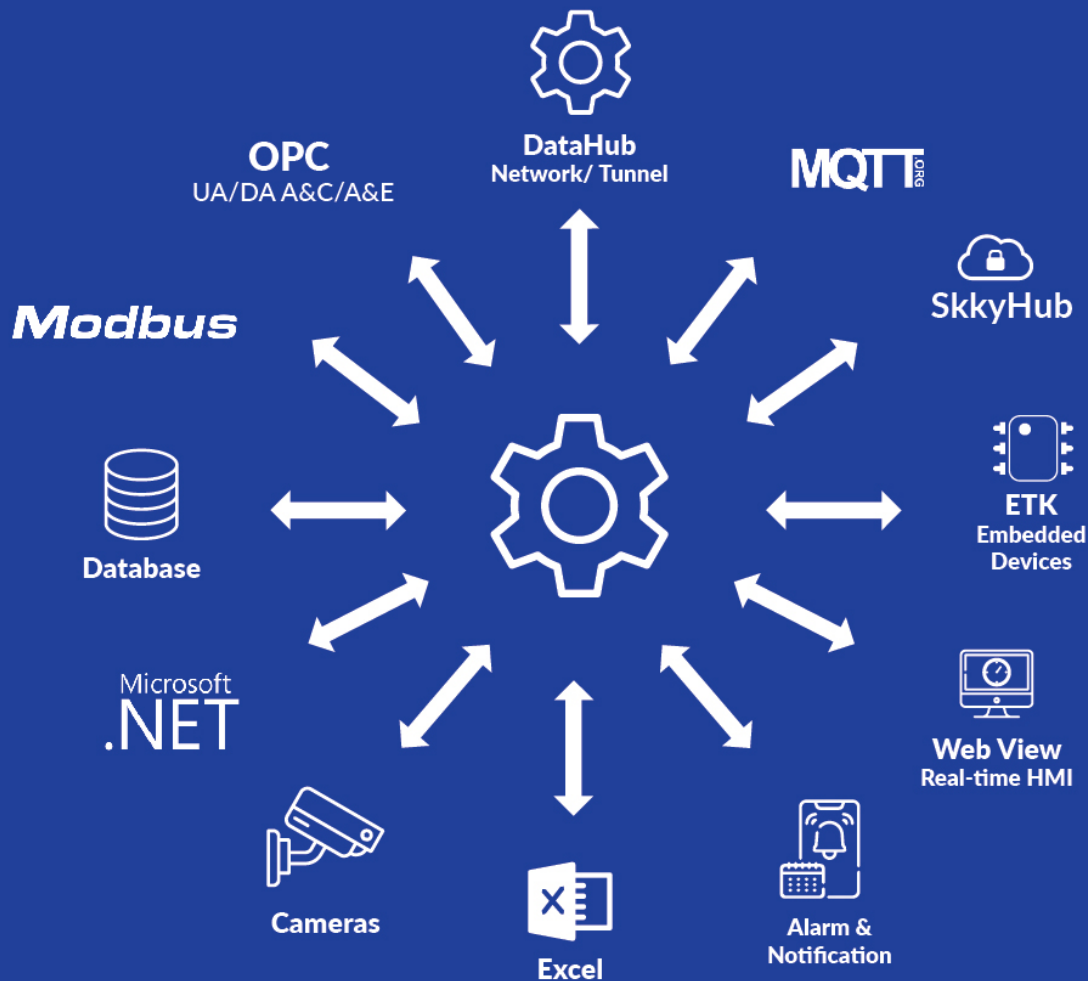 DataHub
Network/ Tunnel
OPC
UA/DA A&C/A&E
MQTT.ORG
SkkyHub
Modbus
ETK
Embedded
Devices
Database
Microsoft
.NET
Web View
Real-time HMI
Cameras
X
Excel
Alarm &
Notification